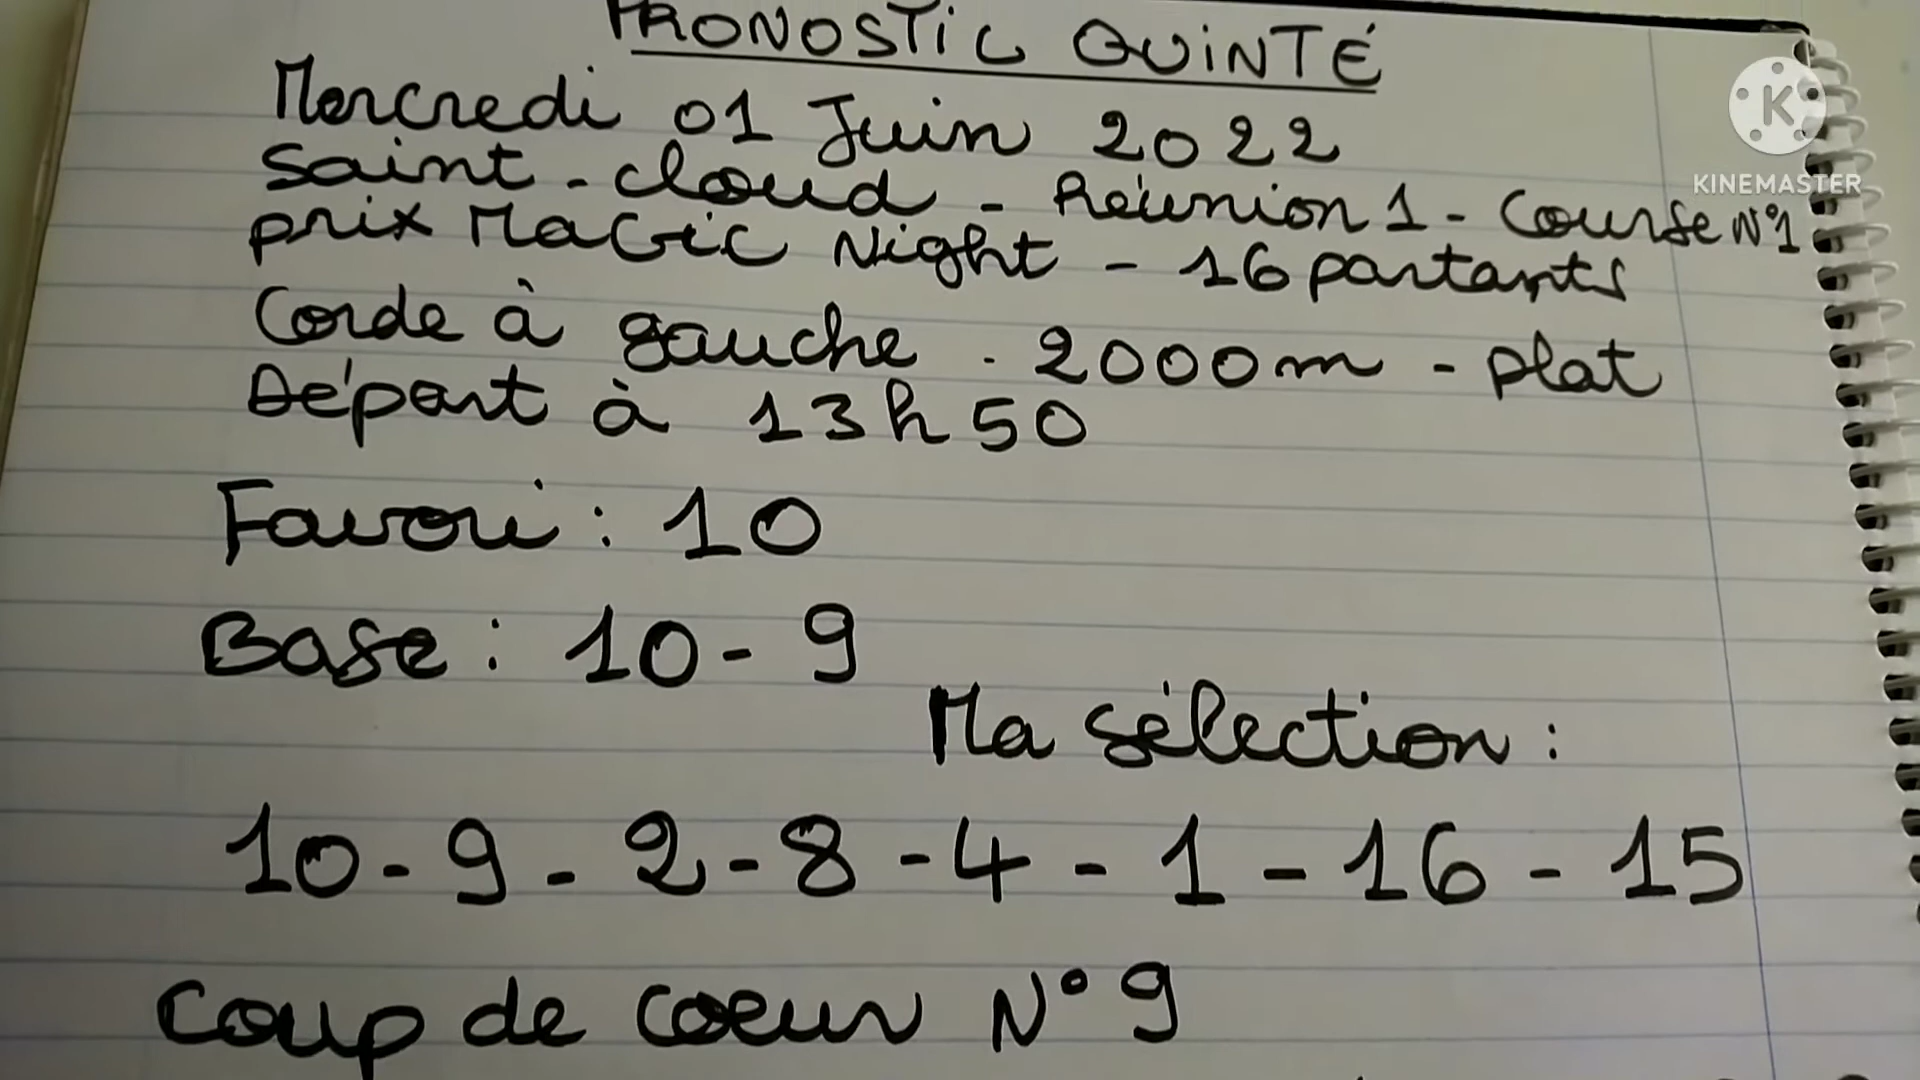 PRONOSTIC QUINTÉ
Mercredi 01 Juin 2022
Saint-Cloud - Réunion 1 - Course N°1
prix Magic Night - 16 partants
Corde à gauche - 2000m - plat
Départ à 13h50
Favori : 10
Base : 10 - 9
Ma sélection :
10 - 9 - 2 - 8 - 4 - 1 - 16 - 15
Coup de coeur N° 9
K
KINEMASTER